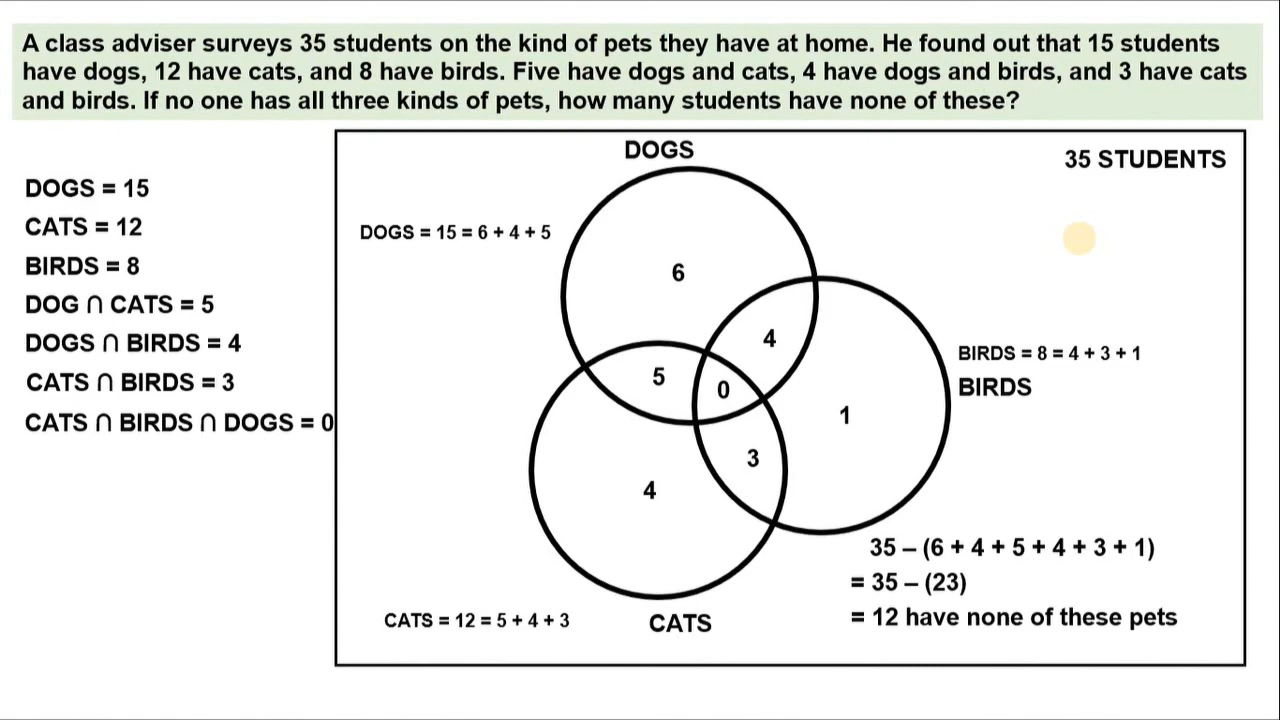 A class adviser surveys 35 students on the kind of pets they have at home. He found out that 15 students
have dogs, 12 have cats, and 8 have birds. Five have dogs and cats, 4 have dogs and birds, and 3 have cats
and birds. If no one has all three kinds of pets, how many students have none of these?
DOGS = 15
CATS = 12
BIRDS = 8
DOG ∩ CATS = 5
DOGS ∩ BIRDS = 4
CATS ∩ BIRDS = 3
CATS ∩ BIRDS ∩ DOGS = 0
DOGS
35 STUDENTS
DOGS = 15 = 6 + 4 + 5
6
4
BIRDS = 8 = 4 + 3 + 1
BIRDS
5
0
1
3
4
35 – (6 + 4 + 5 + 4 + 3 + 1)
= 35 – (23)
= 12 have none of these pets
CATS = 12 = 5 + 4 + 3
CATS